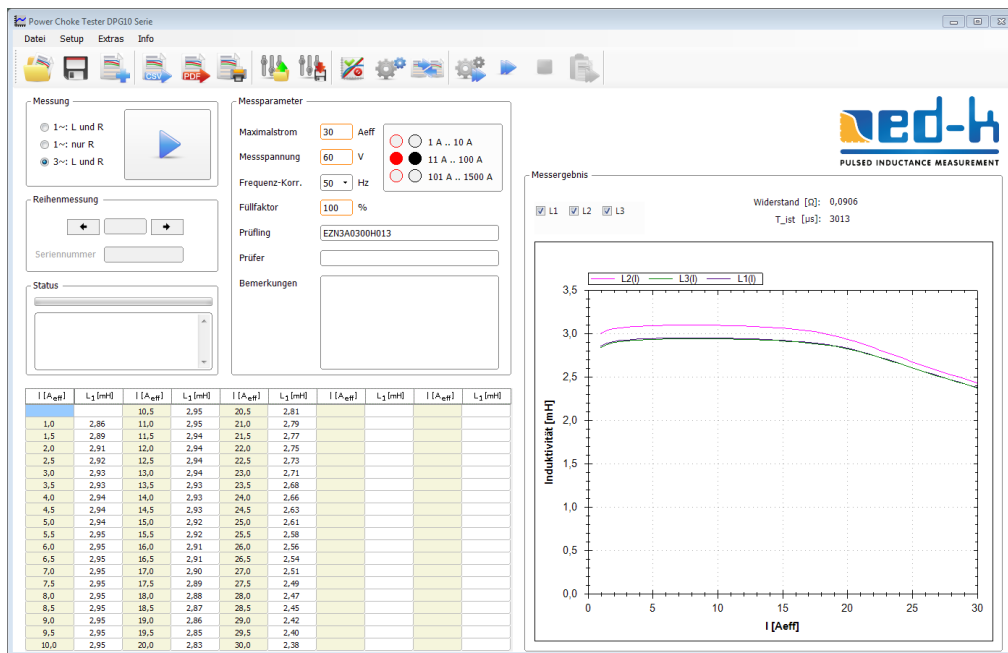 Power Choke Tester DPG10 Serie
Datei Setup Extras Info
CSV PDF
Messung
1~: L und R
1~: nur R
3~: L und R
Reihenmessung
Seriennummer
Status
Messparameter
Maximalstrom 30 Aeff
Messspannung 60 V
Frequenz-Korr. 50 Hz
Füllfaktor 100 %
Prüfling EZN3A0300H013
Prüfer
Bemerkungen
1 A .. 10 A
11 A .. 100 A
101 A .. 1500 A
ed-k
PULSED INDUCTANCE MEASUREMENT
Messergebnis
L1 L2 L3
Widerstand [Ω]: 0,0906
T_ist [µs]: 3013
L2(I) L3(I) L1(I)
3,5
3,0
2,5
2,0
1,5
1,0
0,5
0,0
Induktivität [mH]
0 5 10 15 20 25 30
I [Aeff]
I [Aeff] L1[mH] I [Aeff] L1[mH] I [Aeff] L1[mH] I [Aeff] L1[mH] I [Aeff] L1[mH]
10,5 2,95 20,5 2,81
1,0 2,86 11,0 2,95 21,0 2,79
1,5 2,89 11,5 2,94 21,5 2,77
2,0 2,91 12,0 2,94 22,0 2,75
2,5 2,92 12,5 2,94 22,5 2,73
3,0 2,93 13,0 2,94 23,0 2,71
3,5 2,93 13,5 2,93 23,5 2,68
4,0 2,94 14,0 2,93 24,0 2,66
4,5 2,94 14,5 2,93 24,5 2,63
5,0 2,94 15,0 2,92 25,0 2,61
5,5 2,95 15,5 2,92 25,5 2,58
6,0 2,95 16,0 2,91 26,0 2,56
6,5 2,95 16,5 2,91 26,5 2,54
7,0 2,95 17,0 2,90 27,0 2,51
7,5 2,95 17,5 2,89 27,5 2,49
8,0 2,95 18,0 2,88 28,0 2,47
8,5 2,95 18,5 2,87 28,5 2,45
9,0 2,95 19,0 2,86 29,0 2,42
9,5 2,95 19,5 2,85 29,5 2,40
10,0 2,95 20,0 2,83 30,0 2,38